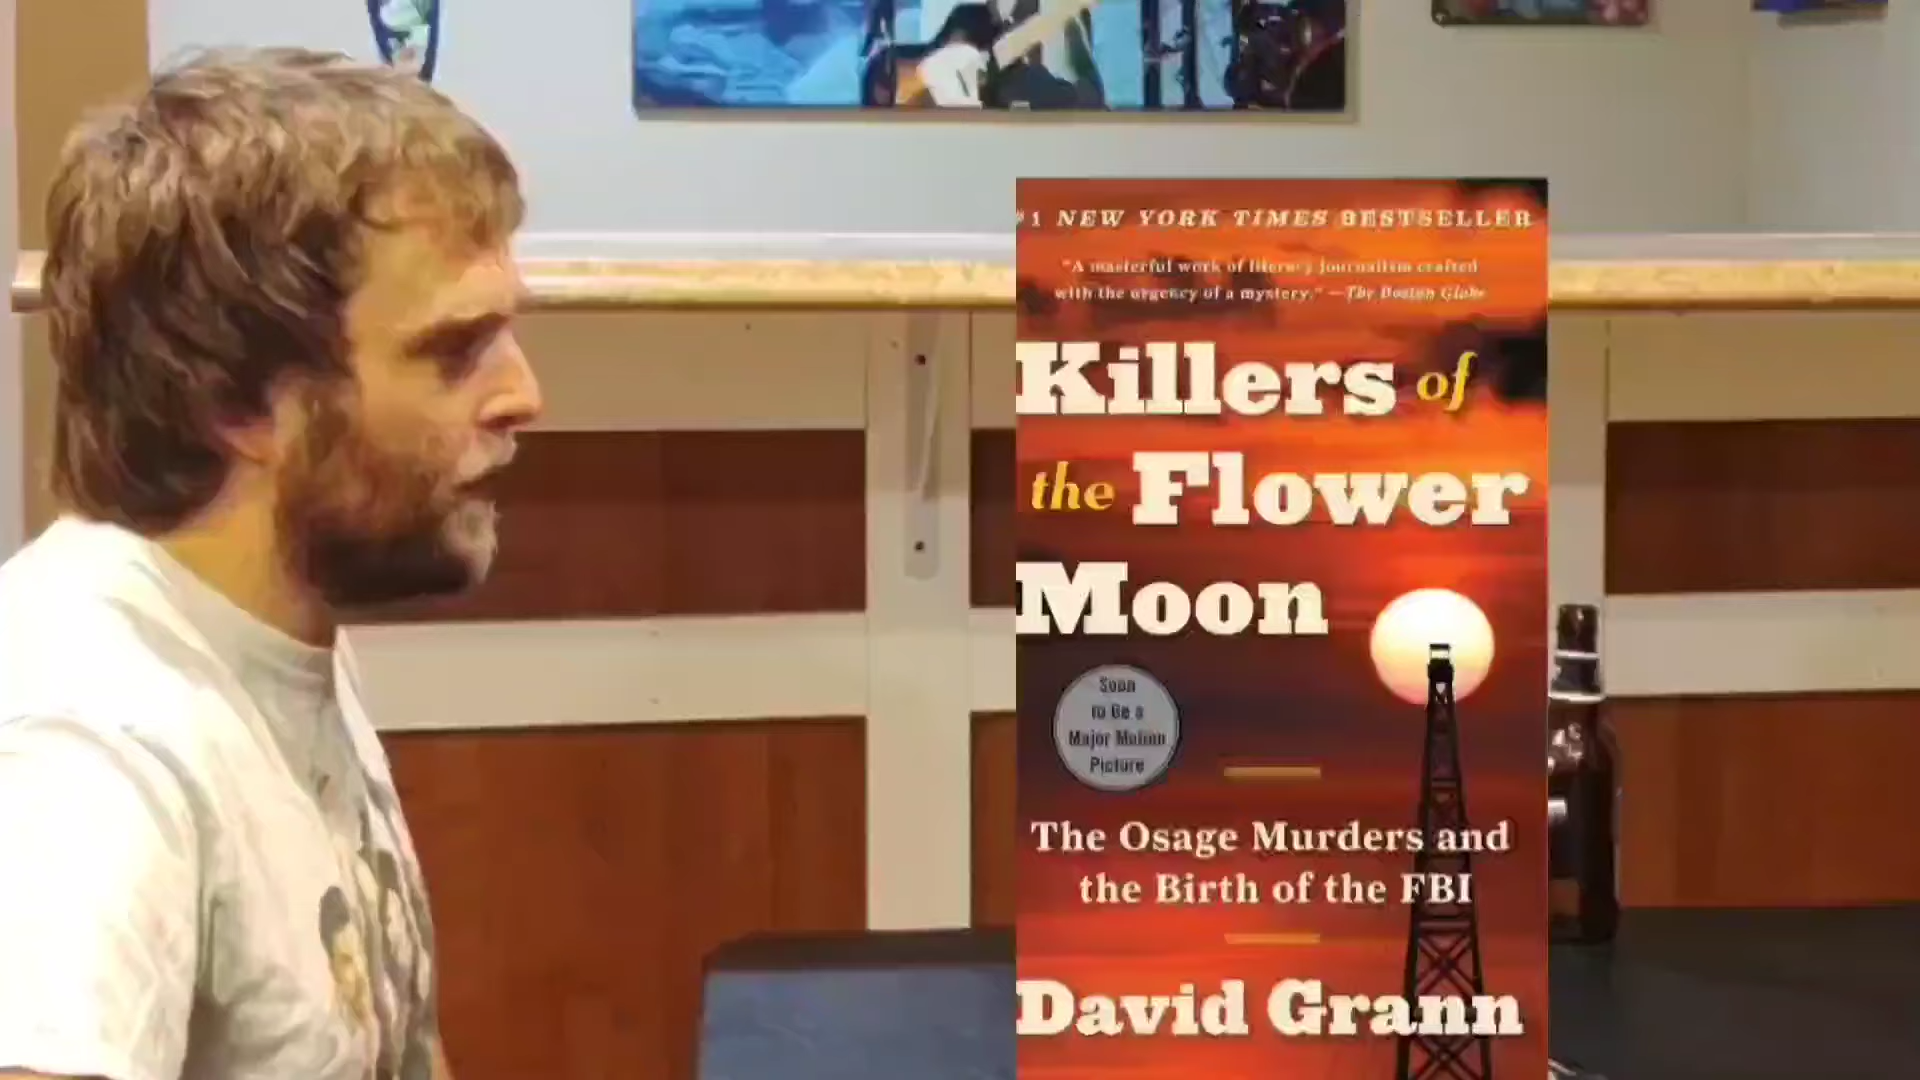 #1 NEW YORK TIMES BESTSELLER
"A masterful work of literary journalism crafted
with the urgency of a mystery." —The Boston Globe
Killers of
the Flower
Moon
Soon
to Be a
Major Motion
Picture
The Osage Murders and
the Birth of the FBI
David Grann